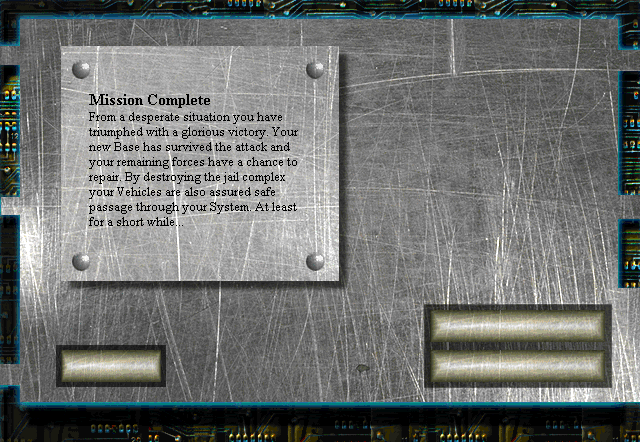 Mission Complete
From a desperate situation you have
triumphed with a glorious victory. Your
new Base has survived the attack and
your remaining forces have a chance to
repair. By destroying the jail complex
your Vehicles are also assured safe
passage through your System. At least
for a short while...